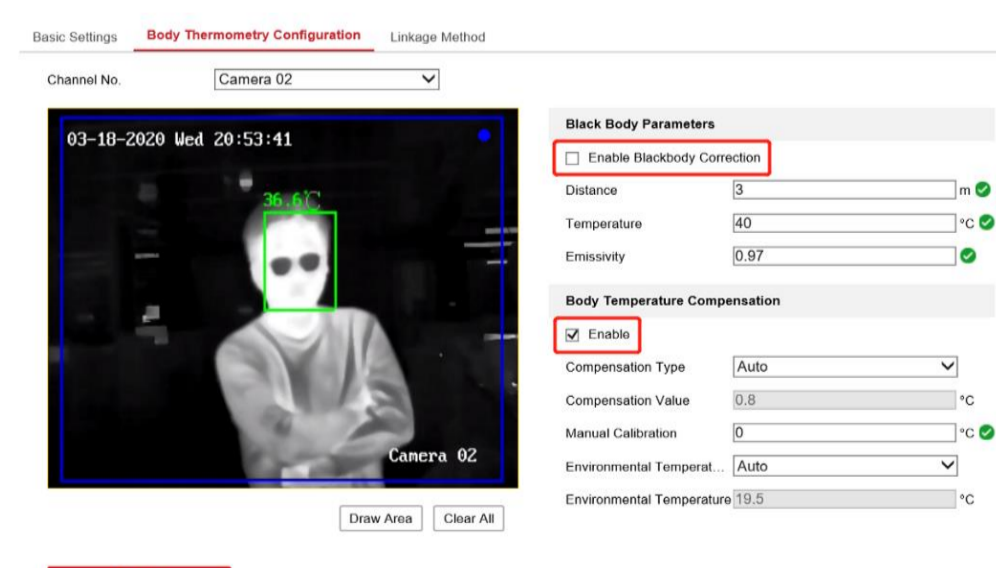 Basic Settings Body Thermometry Configuration Linkage Method
Channel No. Camera 02
03-18-2020 Wed 20:53:41
36.6℃
Camera 02
Draw Area Clear All
Black Body Parameters
Enable Blackbody Correction
Distance 3 m
Temperature 40 °C
Emissivity 0.97
Body Temperature Compensation
Enable
Compensation Type Auto
Compensation Value 0.8 °C
Manual Calibration 0 °C
Environmental Temperat... Auto
Environmental Temperature 19.5 °C